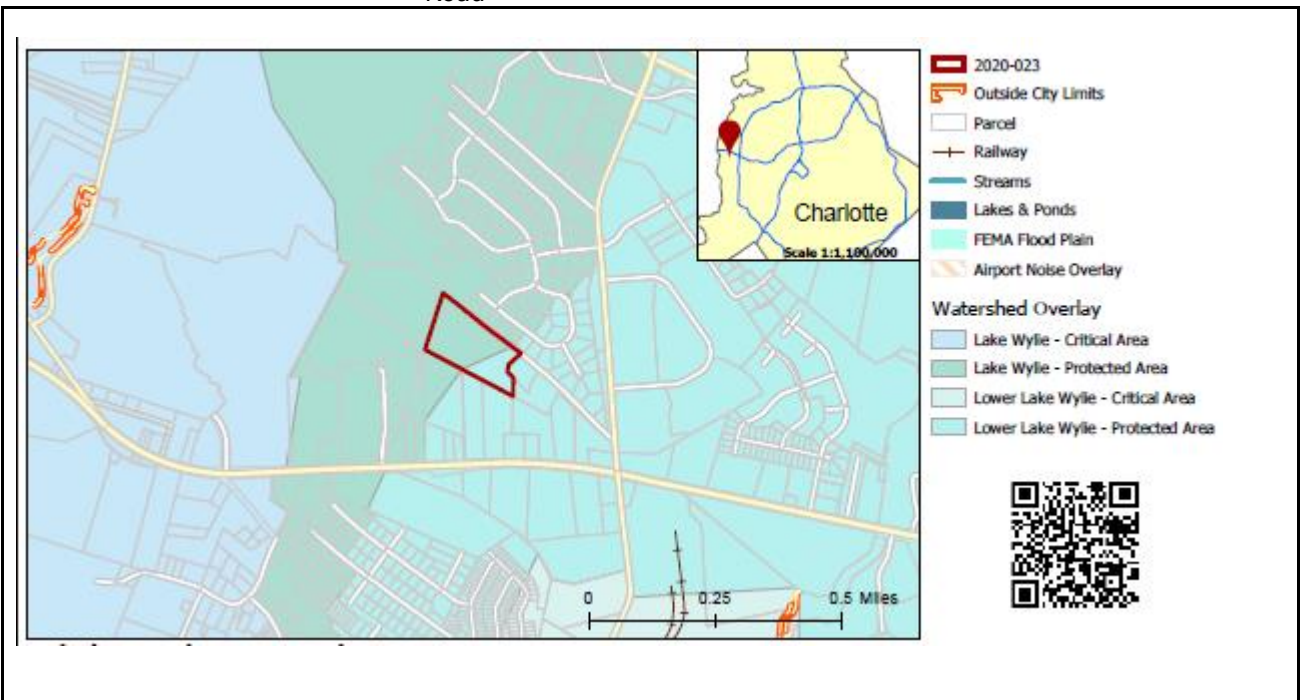 2020-023
Outside City Limits
Parcel
Railway
Streams
Lakes & Ponds
FEMA Flood Plain
Airport Noise Overlay
Watershed Overlay
Lake Wylie - Critical Area
Lake Wylie - Protected Area
Lower Lake Wylie - Critical Area
Lower Lake Wylie - Protected Area
Charlotte
Scale 1:1,180,000
0 0.25 0.5 Miles